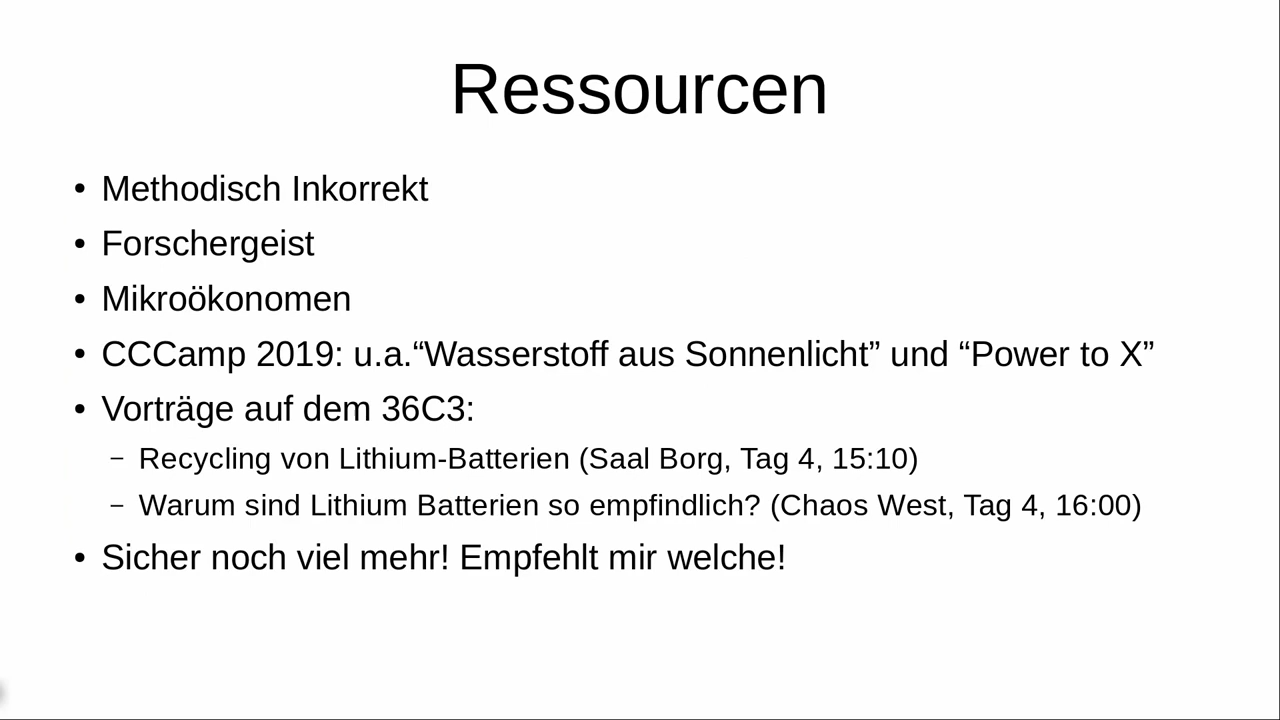 Ressourcen
• Methodisch Inkorrekt
• Forschergeist
• Mikroökonomen
• CCCamp 2019: u.a.“Wasserstoff aus Sonnenlicht” und “Power to X”
• Vorträge auf dem 36C3:
– Recycling von Lithium-Batterien (Saal Borg, Tag 4, 15:10)
– Warum sind Lithium Batterien so empfindlich? (Chaos West, Tag 4, 16:00)
• Sicher noch viel mehr! Empfehlt mir welche!